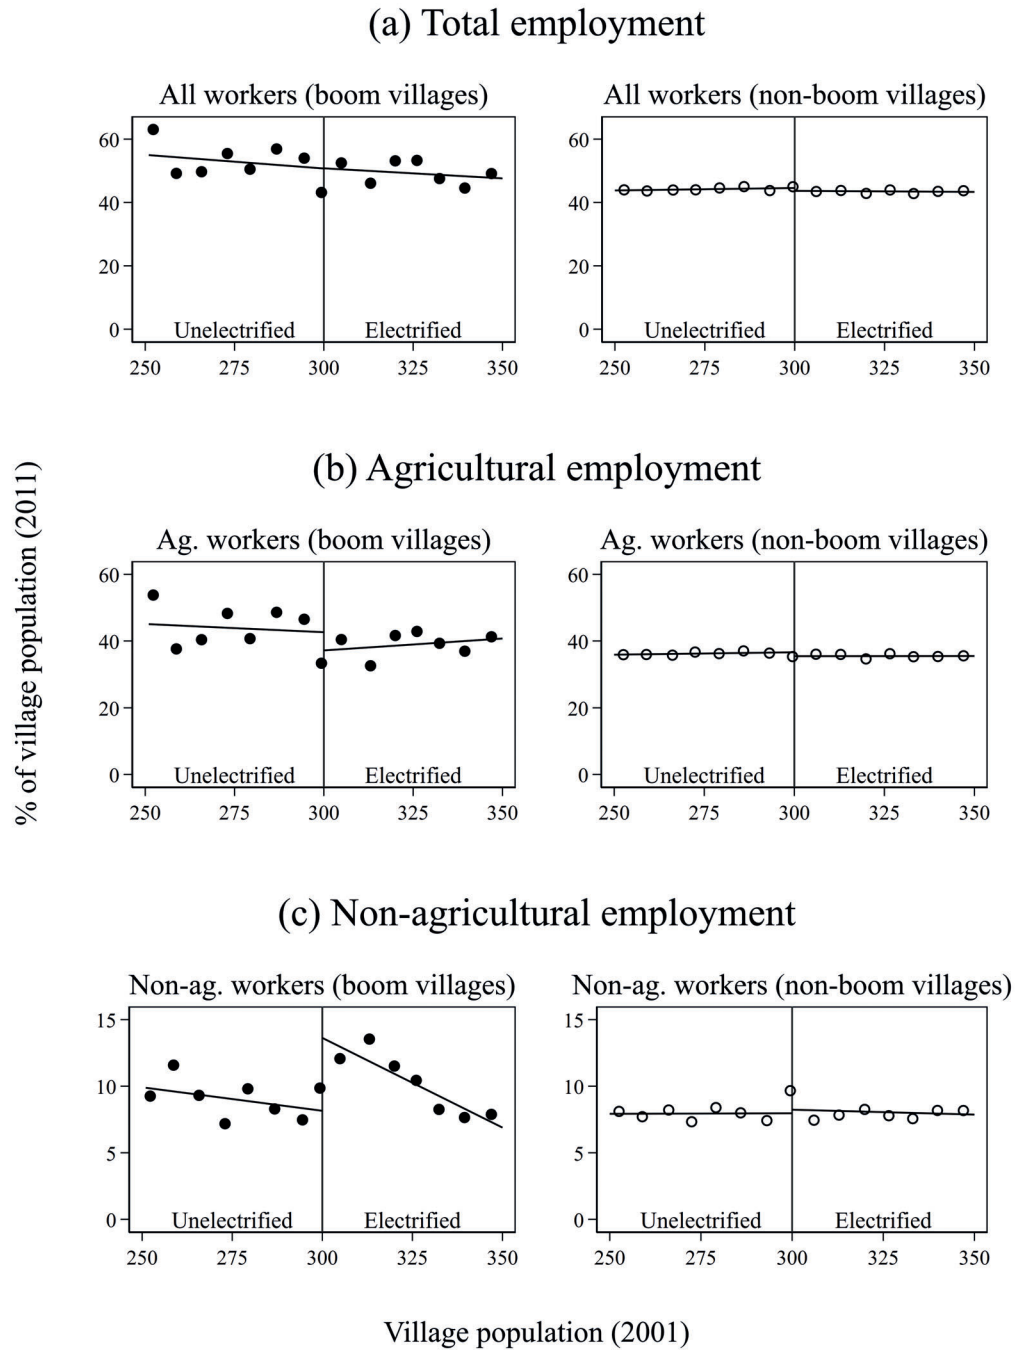 (a) Total employment
All workers (boom villages)
60
40
20
0
Unelectrified Electrified
250 275 300 325 350
All workers (non-boom villages)
60
40
20
0
Unelectrified Electrified
250 275 300 325 350
% of village population (2011)
(b) Agricultural employment
Ag. workers (boom villages)
60
40
20
0
Unelectrified Electrified
250 275 300 325 350
Ag. workers (non-boom villages)
60
40
20
0
Unelectrified Electrified
250 275 300 325 350
(c) Non-agricultural employment
Non-ag. workers (boom villages)
15
10
5
0
Unelectrified Electrified
250 275 300 325 350
Non-ag. workers (non-boom villages)
15
10
5
0
Unelectrified Electrified
250 275 300 325 350
Village population (2001)